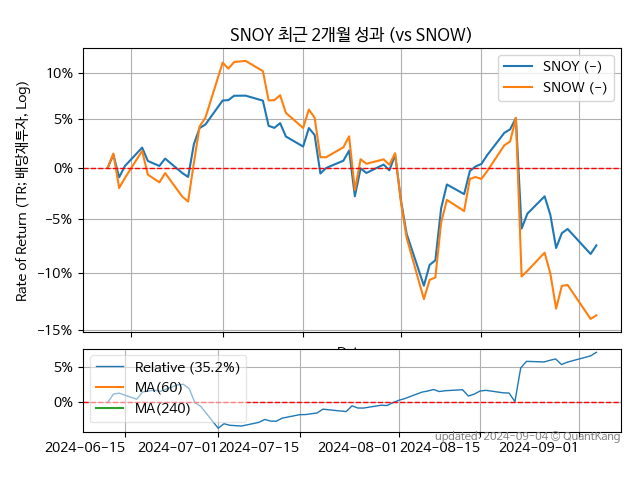 SNOY 최근 2개월 성과 (vs SNOW)
Rate of Return (TR: 배당재투자, Log)
10%
5%
0%
−5%
−10%
−15%
SNOY (-)
SNOW (-)
5%
0%
Relative (35.2%)
MA(60)
MA(240)
updated: 2024-09-04 © QuantKang
2024-06-15
2024-07-01
2024-07-15
2024-08-01
2024-08-15
2024-09-01